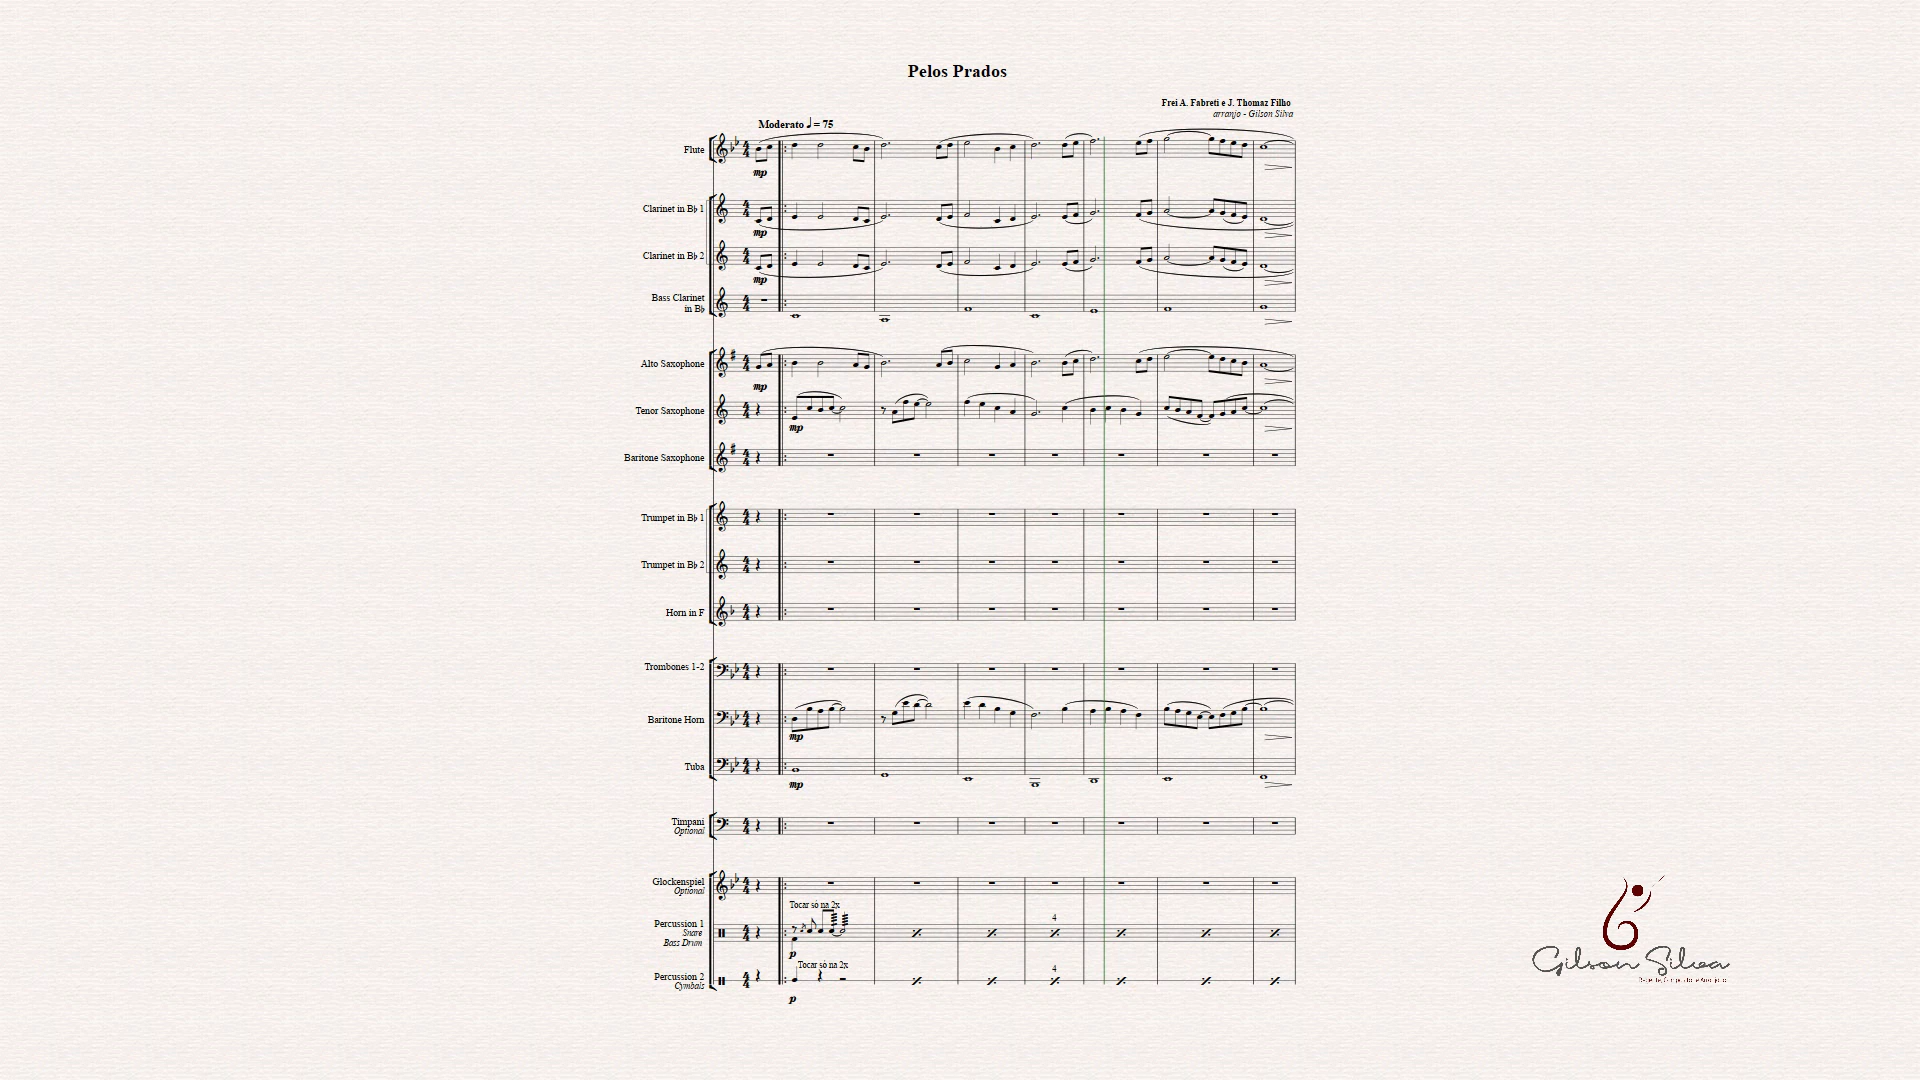 Pelos Prados
Frei A. Fabreti e J. Thomaz Filho
arranjo - Gilson Silva
Moderato ♩ = 75
Flute
mp
Clarinet in B♭ 1
mp
Clarinet in B♭ 2
mp
Bass Clarinet
in B♭
Alto Saxophone
mp
Tenor Saxophone
mp
Baritone Saxophone
Trumpet in B♭ 1
Trumpet in B♭ 2
Horn in F
Trombones 1-2
Baritone Horn
mp
Tuba
mp
Timpani
Optional
Glockenspiel
Optional
Tocar só na 2x
Percussion 1
Snare
Bass Drum
4
p
Tocar só na 2x
Percussion 2
Cymbals
4
p
Gilson Silva